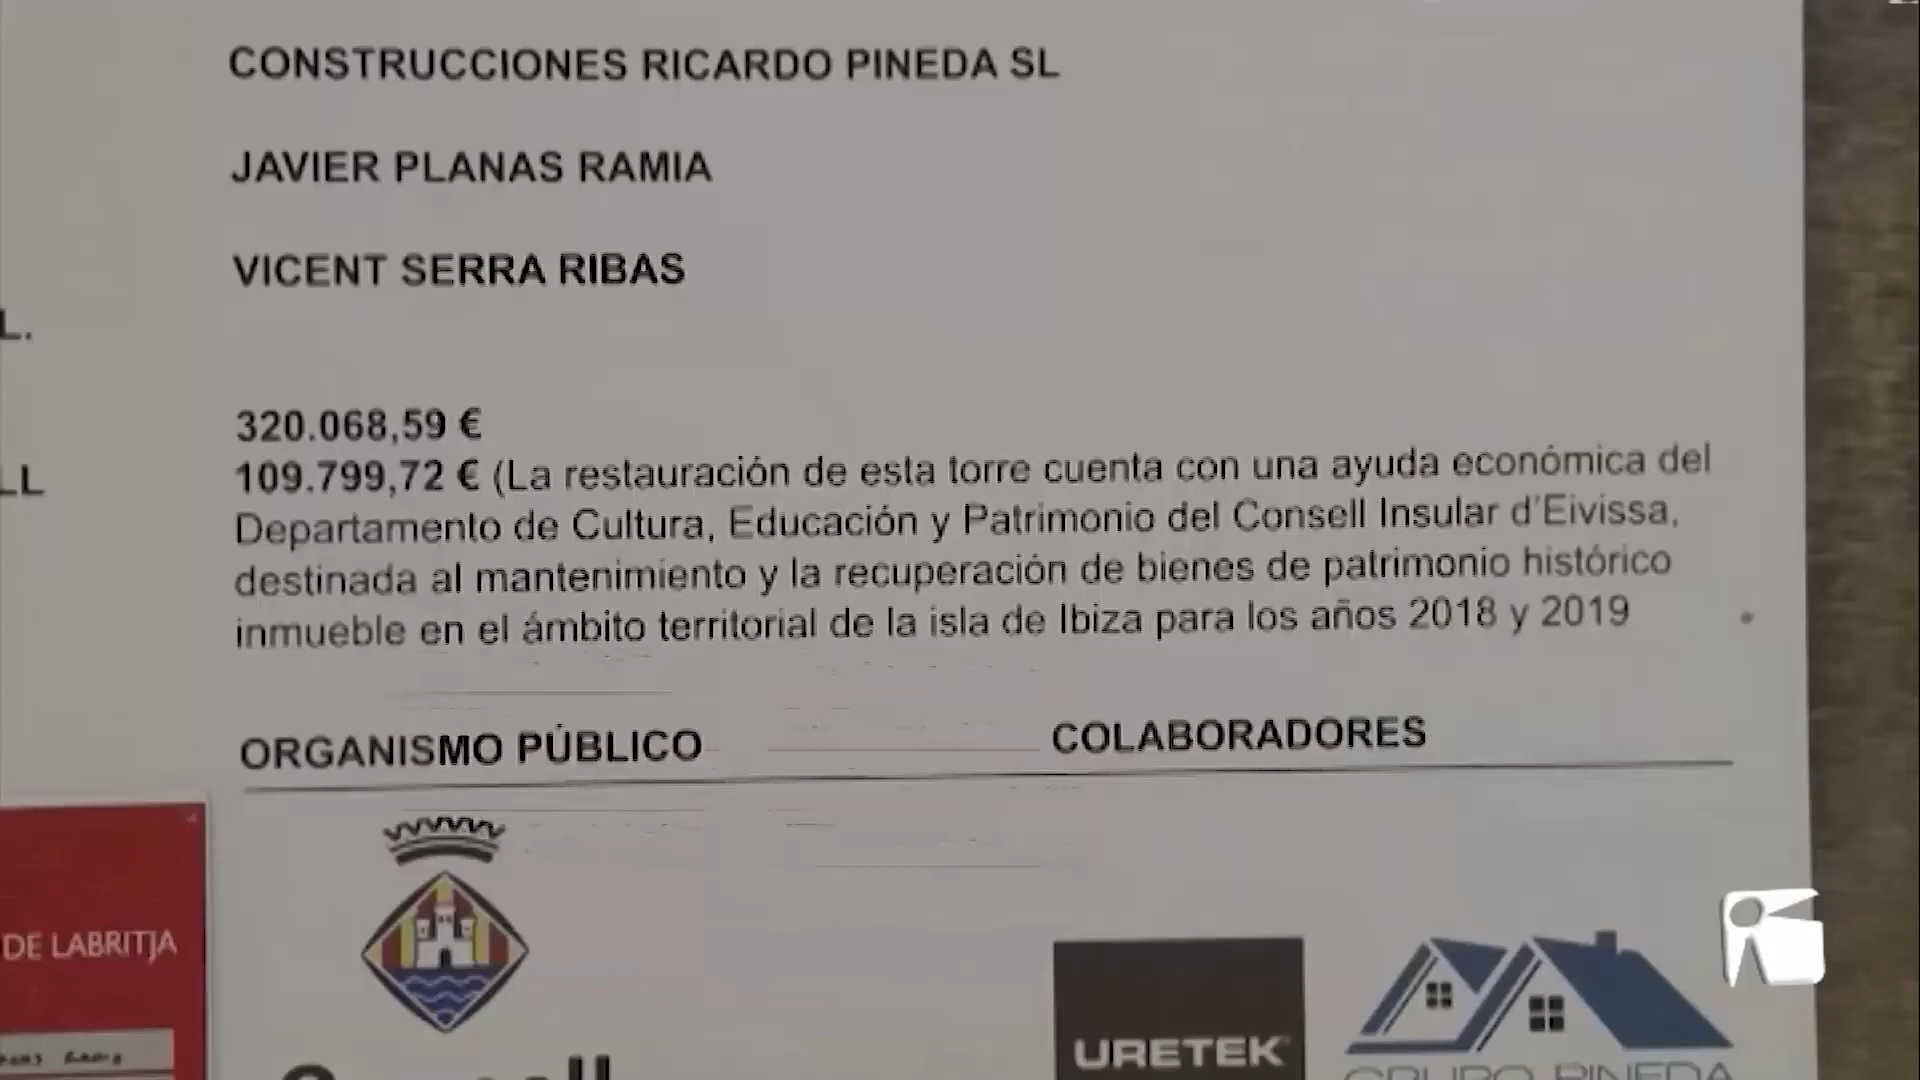 CONSTRUCCIONES RICARDO PINEDA SL
JAVIER PLANAS RAMIA
VICENT SERRA RIBAS
L.
LL
320.068,59 €
109.799,72 € (La restauración de esta torre cuenta con una ayuda económica del
Departamento de Cultura, Educación y Patrimonio del Consell Insular d'Eivissa,
destinada al mantenimiento y la recuperación de bienes de patrimonio histórico
inmueble en el ámbito territorial de la isla de Ibiza para los años 2018 y 2019
ORGANISMO PÚBLICO
COLABORADORES
DE LABRITJA
URETEK
GRUPO PINEDA